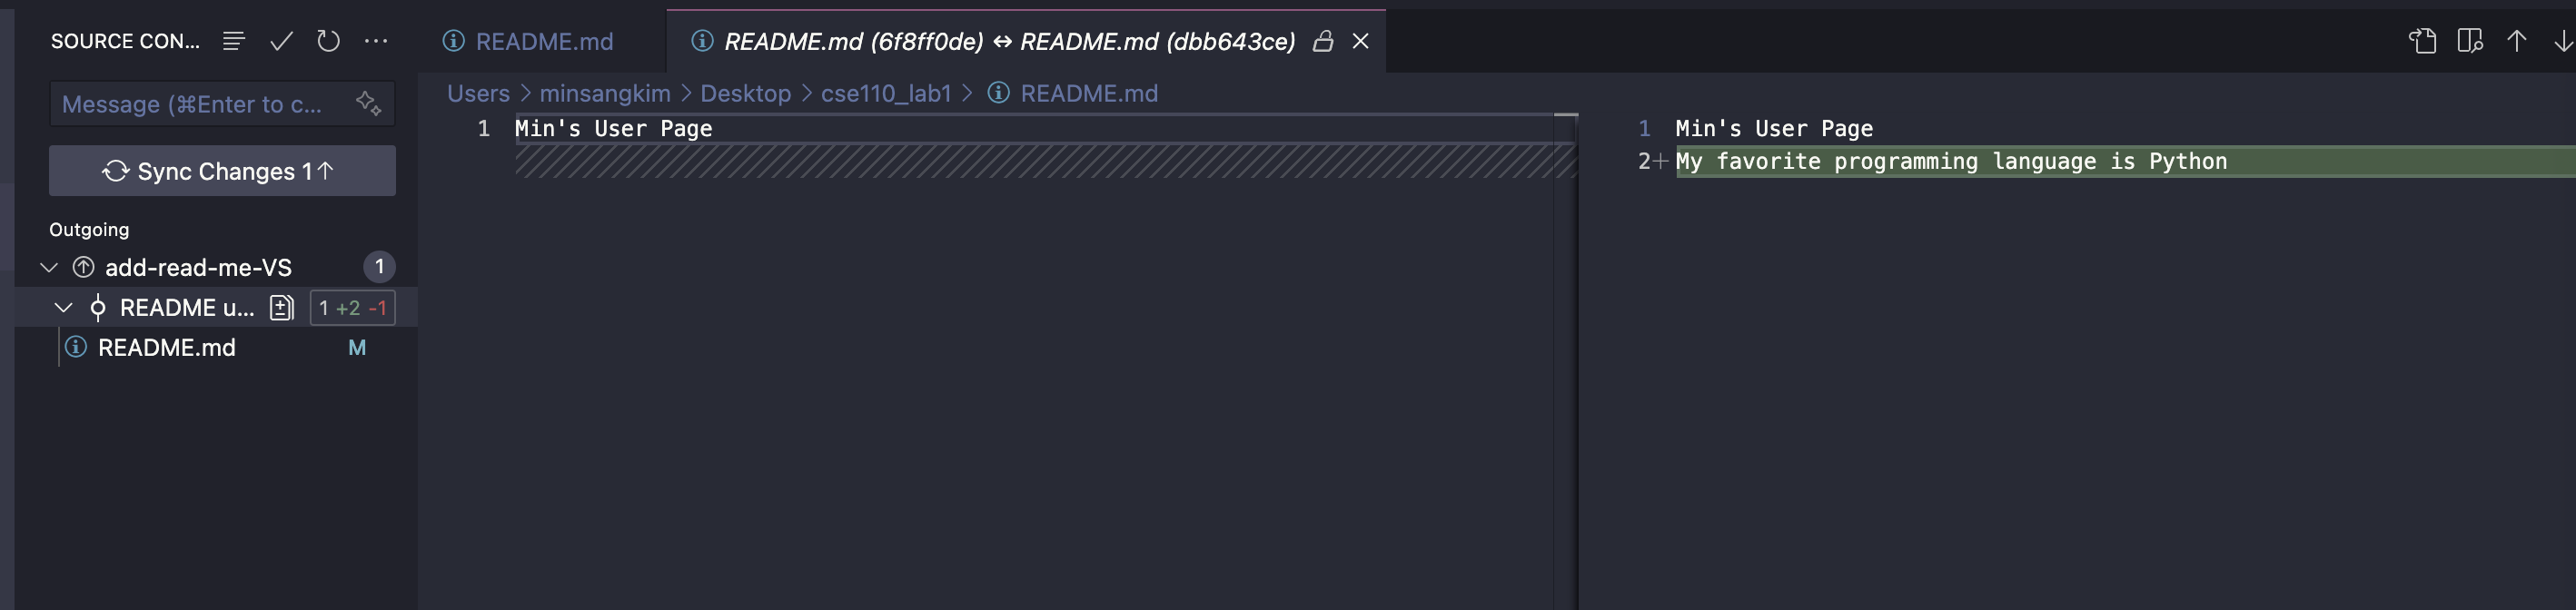 SOURCE CON...
Message (⌘Enter to c...
Sync Changes 1↑
Outgoing
add-read-me-VS 1
README u... 1 +2 -1
README.md M
README.md
README.md (6f8ff0de) ↔ README.md (dbb643ce)
Users > minsangkim > Desktop > cse110_lab1 > README.md
1 Min's User Page
1 Min's User Page
2+ My favorite programming language is Python